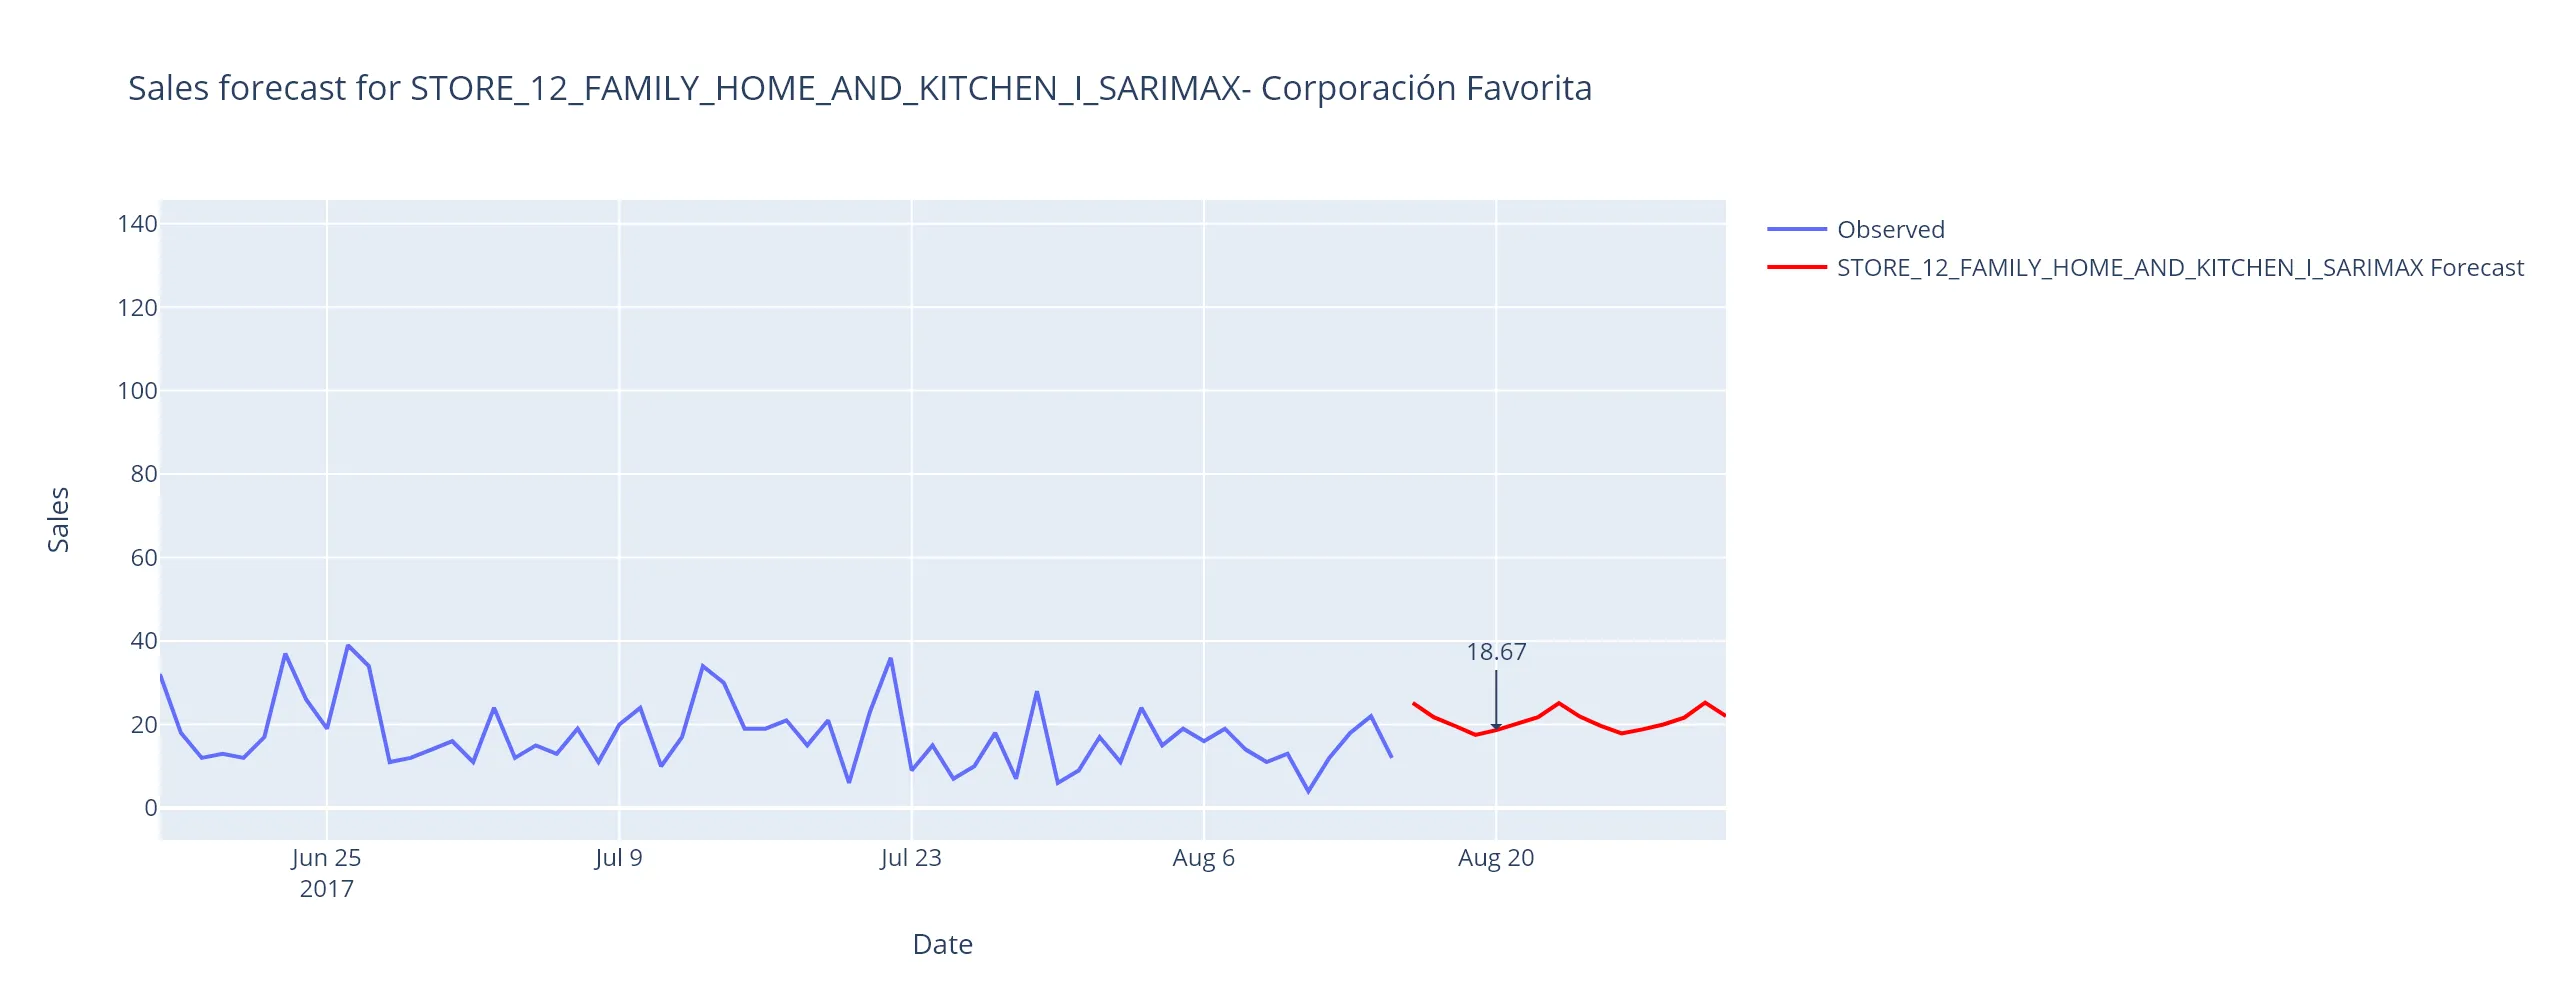 Sales forecast for STORE_12_FAMILY_HOME_AND_KITCHEN_I_SARIMAX- Corporación Favorita
Observed
STORE_12_FAMILY_HOME_AND_KITCHEN_I_SARIMAX Forecast
140
120
100
80
60
40
20
0
Sales
18.67
Jun 25
2017
Jul 9
Jul 23
Aug 6
Aug 20
Date